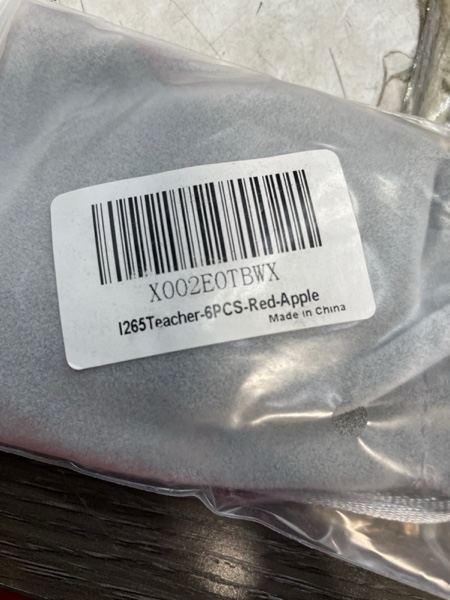 X002E0TBWX
I265Teacher-6PCS-Red-Apple
Made in China